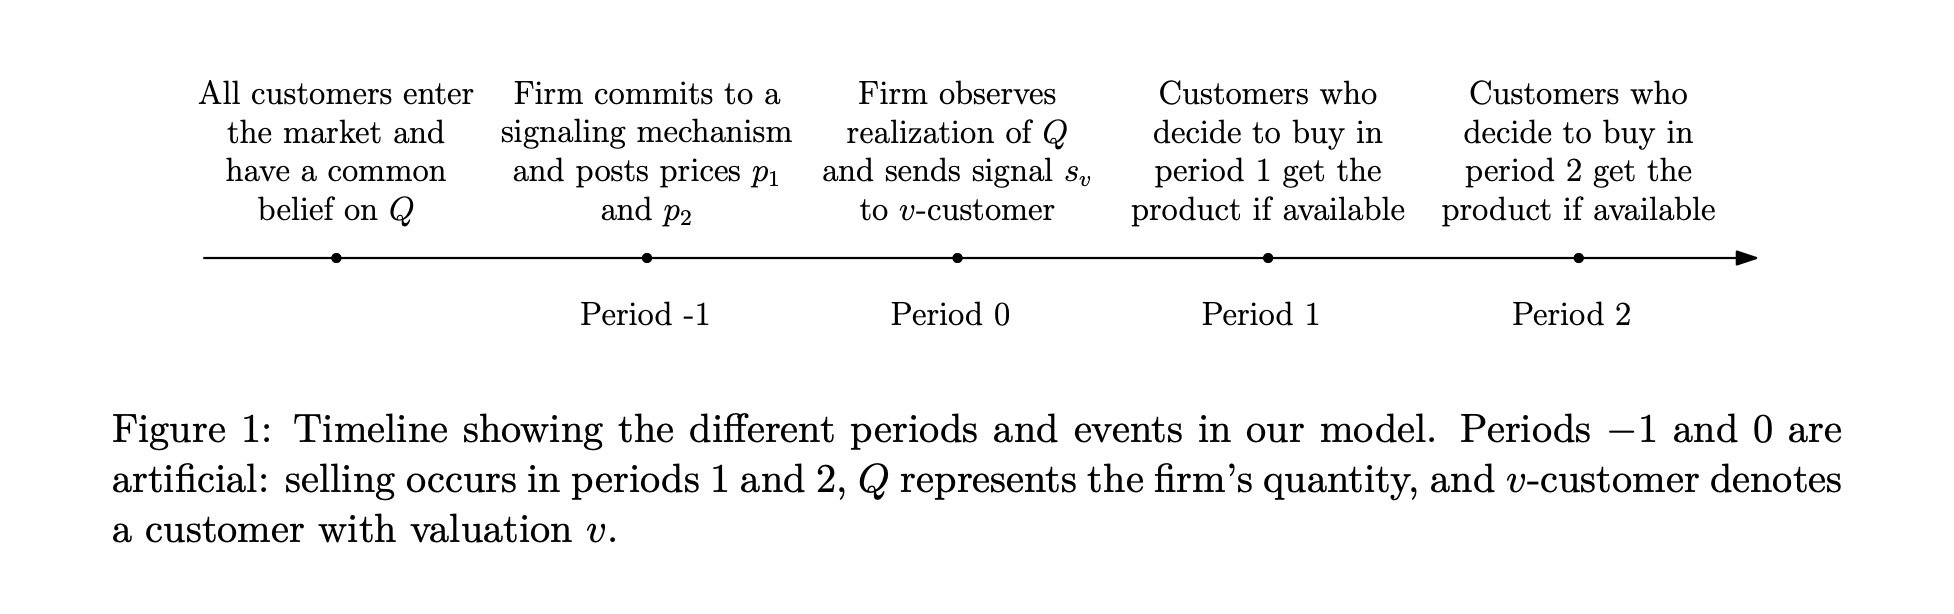 All customers enter
the market and
have a common
belief on Q
Firm commits to a
signaling mechanism
and posts prices p₁
and p₂
Firm observes
realization of Q
and sends signal sᵥ
to v-customer
Customers who
decide to buy in
period 1 get the
product if available
Customers who
decide to buy in
period 2 get the
product if available
Period -1
Period 0
Period 1
Period 2
Figure 1: Timeline showing the different periods and events in our model. Periods −1 and 0 are
artificial: selling occurs in periods 1 and 2, Q represents the firm’s quantity, and v-customer denotes
a customer with valuation v.